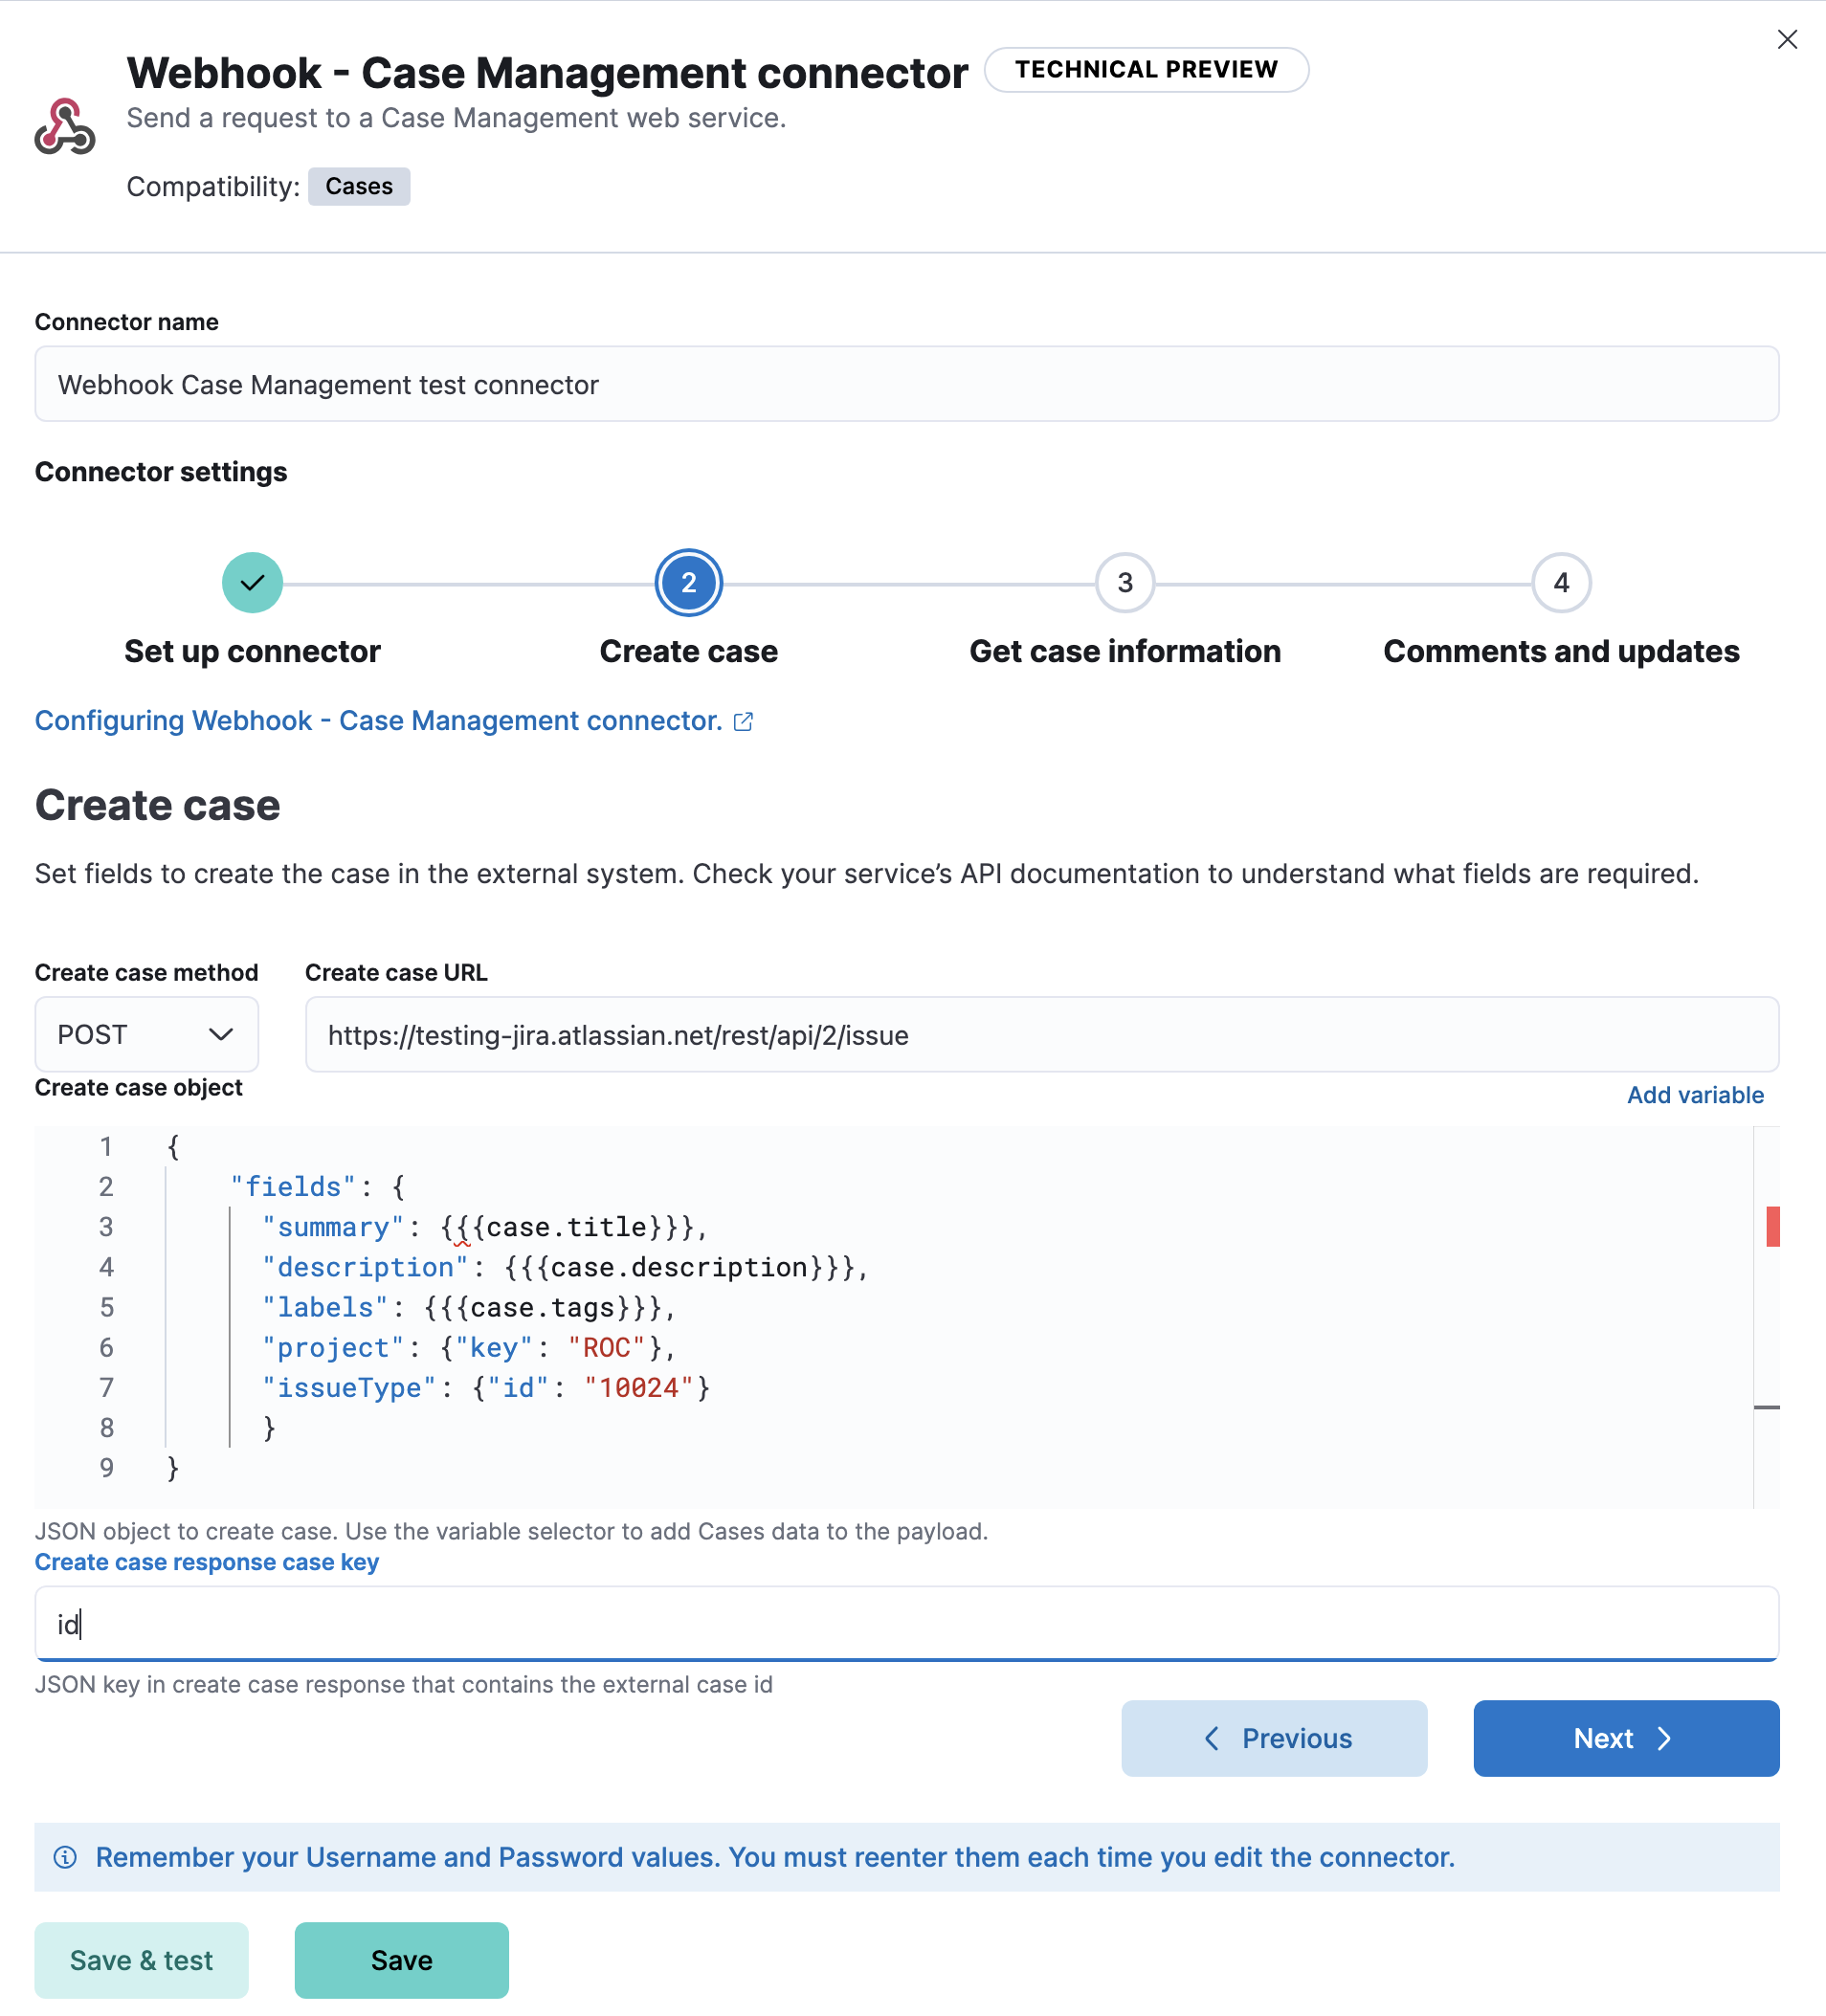 Webhook - Case Management connector TECHNICAL PREVIEW
Send a request to a Case Management web service.
Compatibility: Cases
Connector name
Webhook Case Management test connector
Connector settings
2 3 4
Set up connector Create case Get case information Comments and updates
Configuring Webhook - Case Management connector.
Create case
Set fields to create the case in the external system. Check your service’s API documentation to understand what fields are required.
Create case method Create case URL
POST https://testing-jira.atlassian.net/rest/api/2/issue
Create case object Add variable
1 {
2 "fields": {
3 "summary": {{{case.title}}},
4 "description": {{{case.description}}},
5 "labels": {{{case.tags}}},
6 "project": {"key": "ROC"},
7 "issueType": {"id": "10024"}
8 }
9 }
JSON object to create case. Use the variable selector to add Cases data to the payload.
Create case response case key
id
JSON key in create case response that contains the external case id
Previous Next
Remember your Username and Password values. You must reenter them each time you edit the connector.
Save & test Save